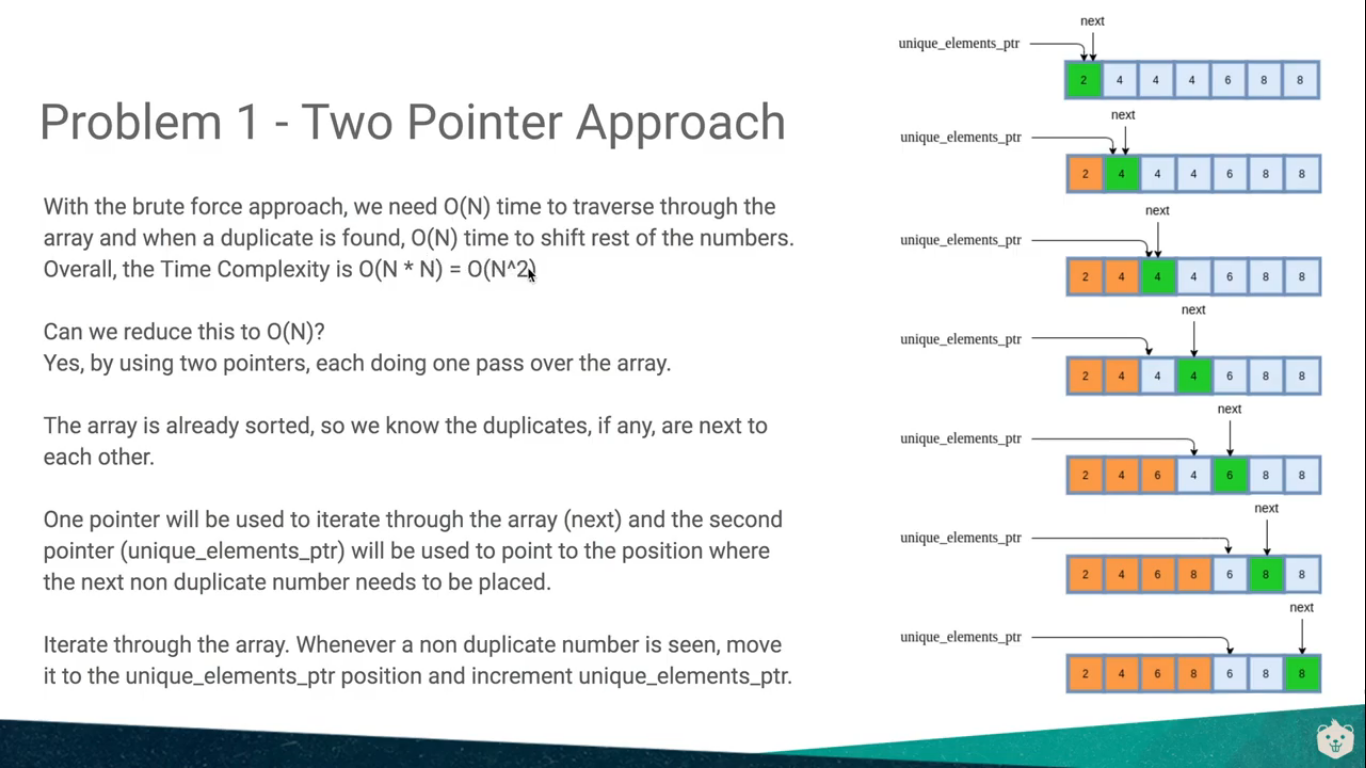 Problem 1 - Two Pointer Approach
With the brute force approach, we need O(N) time to traverse through the
array and when a duplicate is found, O(N) time to shift rest of the numbers.
Overall, the Time Complexity is O(N * N) = O(N^2)
Can we reduce this to O(N)?
Yes, by using two pointers, each doing one pass over the array.
The array is already sorted, so we know the duplicates, if any, are next to
each other.
One pointer will be used to iterate through the array (next) and the second
pointer (unique_elements_ptr) will be used to point to the position where
the next non duplicate number needs to be placed.
Iterate through the array. Whenever a non duplicate number is seen, move
it to the unique_elements_ptr position and increment unique_elements_ptr.
next
unique_elements_ptr
2 4 4 4 6 8 8
next
unique_elements_ptr
2 4 4 4 6 8 8
next
unique_elements_ptr
2 4 4 4 6 8 8
next
unique_elements_ptr
2 4 4 4 6 8 8
next
unique_elements_ptr
2 4 6 4 6 8 8
next
unique_elements_ptr
2 4 6 8 6 8 8
next
unique_elements_ptr
2 4 6 8 6 8 8